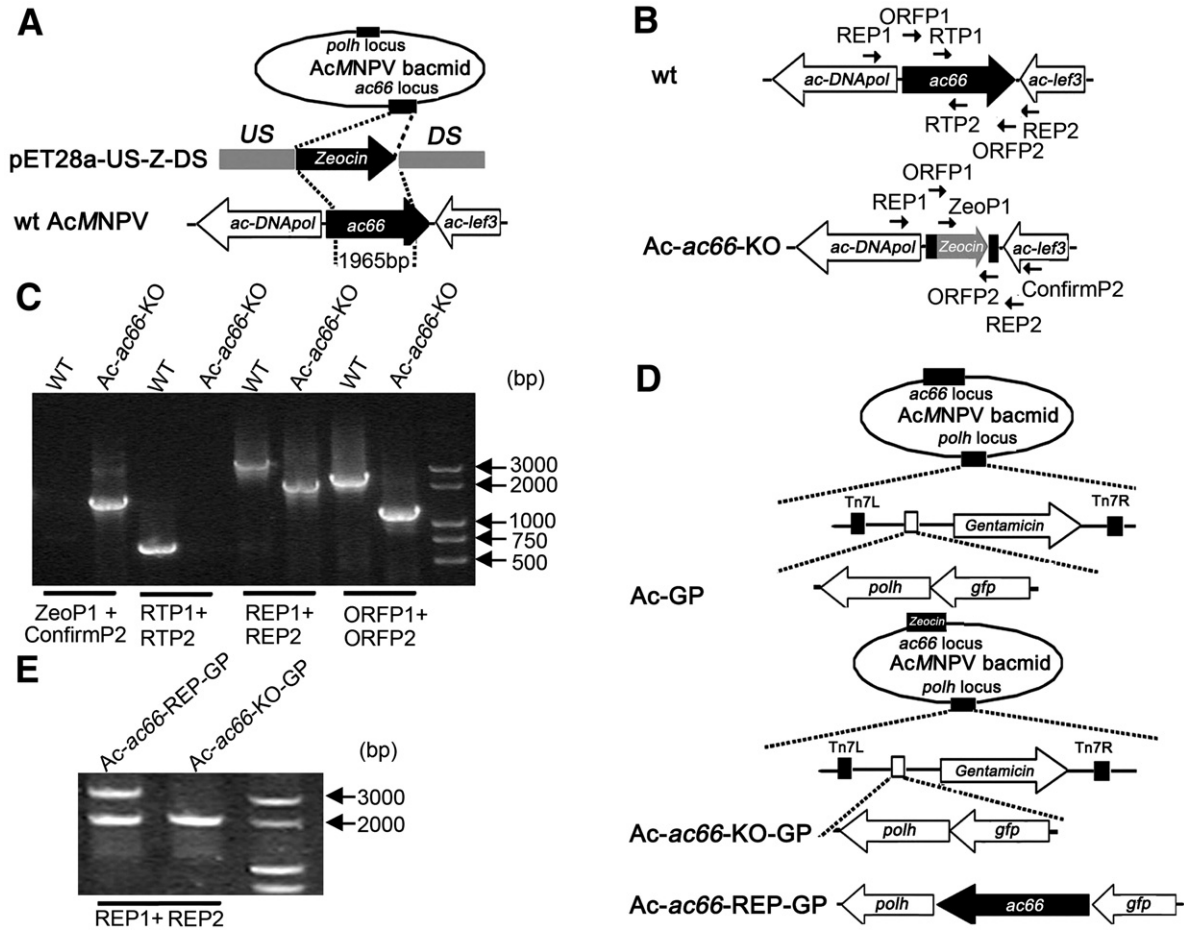 A
polh locus
AcMNPV bacmid
ac66 locus
US
DS
pET28a-US-Z-DS
Zeocin
wt AcMNPV
ac-DNApol
ac66
ac-lef3
1965bp
B
ORFP1
REP1
RTP1
wt
ac-DNApol
ac66
ac-lef3
RTP2
REP2
ORFP2
ORFP1
REP1
ZeoP1
Ac-ac66-KO
ac-DNApol
Zeocin
ac-lef3
ORFP2
ConfirmP2
REP2
C
WT
Ac-ac66-KO
WT
Ac-ac66-KO
WT
Ac-ac66-KO
WT
Ac-ac66-KO
(bp)
3000
2000
1000
750
500
ZeoP1 +
ConfirmP2
RTP1+
RTP2
REP1+
REP2
ORFP1+
ORFP2
D
ac66 locus
AcMNPV bacmid
polh locus
Tn7L
Tn7R
Gentamicin
Ac-GP
polh
gfp
Zeocin
ac66 locus
AcMNPV bacmid
polh locus
Tn7L
Tn7R
Gentamicin
Ac-ac66-KO-GP
polh
gfp
Ac-ac66-REP-GP
polh
ac66
gfp
E
Ac-ac66-REP-GP
Ac-ac66-KO-GP
(bp)
3000
2000
REP1+ REP2